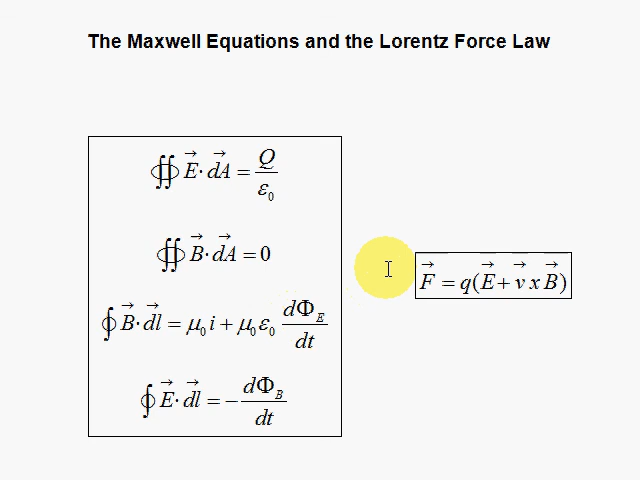 The Maxwell Equations and the Lorentz Force Law
∯ E⃗ · dA⃗ = Q / ε₀
∯ B⃗ · dA⃗ = 0
F⃗ = q(E⃗ + v⃗ x B⃗)
∮ B⃗ · dl⃗ = μ₀ i + μ₀ ε₀ dΦ_E / dt
∮ E⃗ · dl⃗ = − dΦ_B / dt